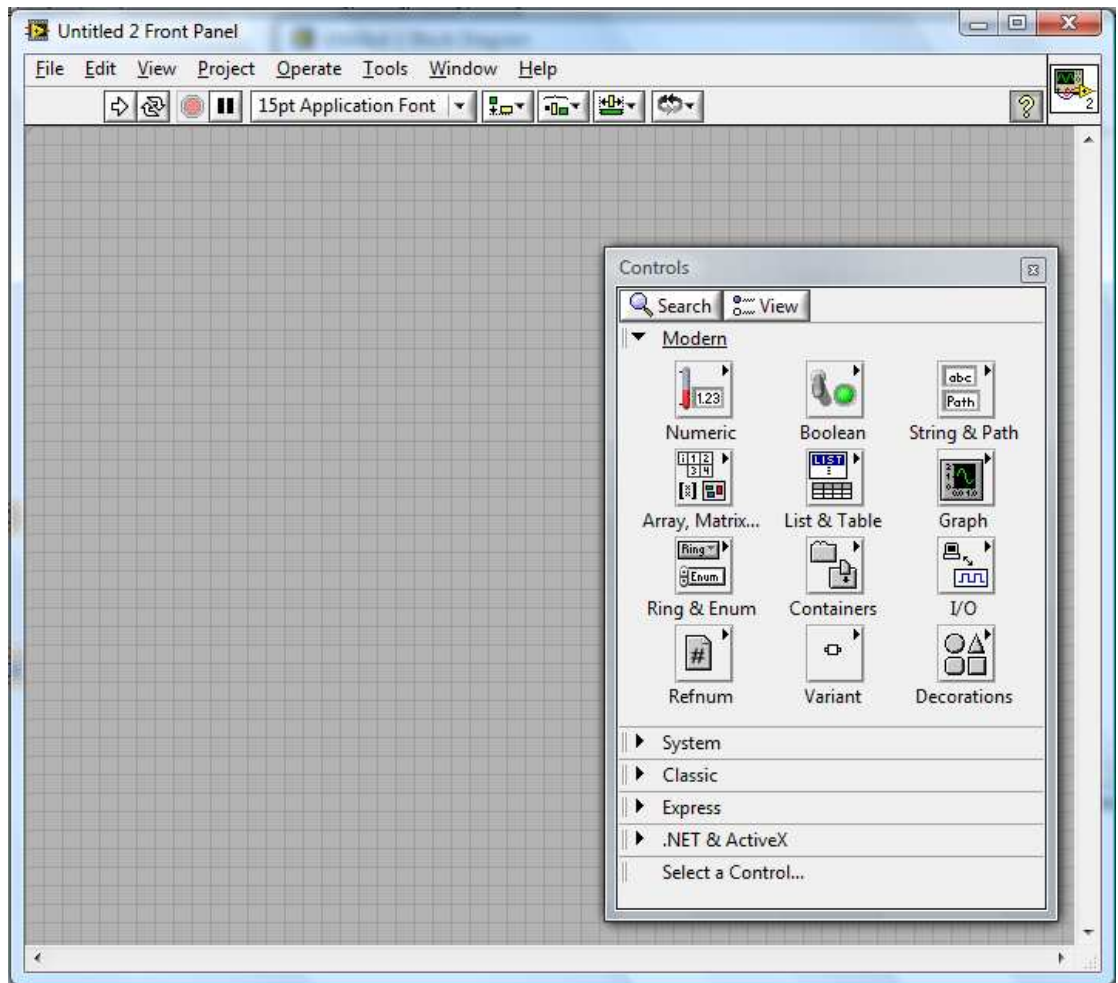 Untitled 2 Front Panel
File Edit View Project Operate Tools Window Help
15pt Application Font
2
Controls
Search View
Modern
1.23
abc
Path
Numeric Boolean String & Path
LIST
Array, Matrix... List & Table Graph
Ring
Enum
Ring & Enum Containers I/O
#
Refnum Variant Decorations
System
Classic
Express
.NET & ActiveX
Select a Control...